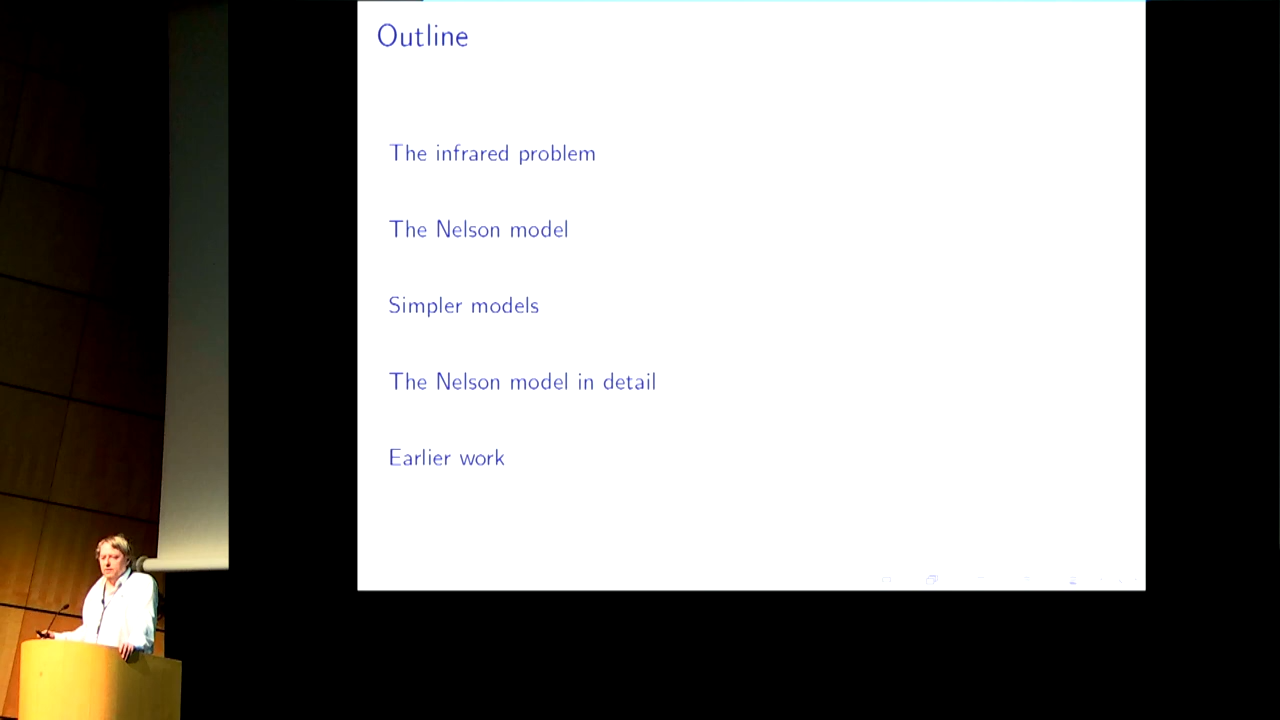 Outline
The infrared problem
The Nelson model
Simpler models
The Nelson model in detail
Earlier work